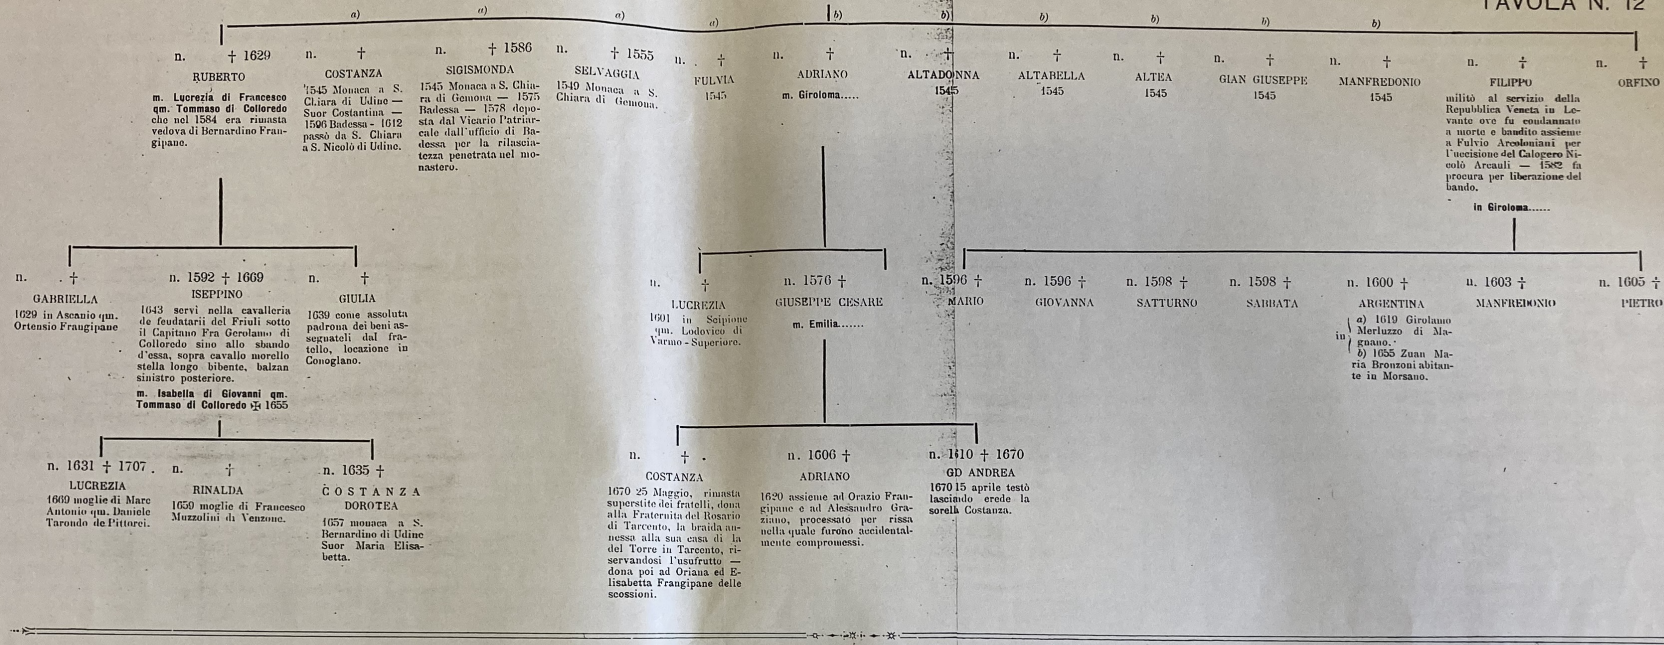 TAVOLA N. 12
a) a) a) a) b) b) b) b) b) b)
n. † 1629
RUBERTO
m. Lucrezia di Francesco
qm. Tommaso di Colloredo
che nel 1584 era rimasta
vedova di Bernardino Fran-
gipane.
n. †
COSTANZA
1545 Monaca a S.
Chiara di Udine —
Suor Costantina —
1596 Badessa - 1612
passò da S. Chiara
a S. Nicolò di Udine.
n. † 1586
SIGISMONDA
1545 Monaca a S. Chia-
ra di Gemona — 1575
Badessa — 1578 depo-
sta dal Vicario Patriar-
cale dall'ufficio di Ba-
dessa per la rilascia-
tezza penetrata nel mo-
nastero.
n. † 1555
SELVAGGIA
1549 Monaca a S.
Chiara di Gemona.
n. †
FULVIA
1545
n. †
ADRIANO
m. Giroloma.....
n. †
ALTADONNA
1545
n. †
ALTABELLA
1545
n. †
ALTEA
1545
n. †
GIAN GIUSEPPE
1545
n. †
MANFREDONIO
1545
n. †
FILIPPO
militò al servizio della
Repubblica Veneta in Le-
vante ove fu condannato
a morte e bandito assieme
a Fulvio Arcoloniani per
l'uccisione del Calogero Ni-
colò Arcauli — 1582 fa
procura per liberazione del
bando.
in Giroloma......
n. †
ORFINO
n. †
GABRIELLA
1629 in Ascanio qm.
Ortensio Frangipane
n. 1592 † 1669
ISEPPINO
1643 servì nella cavalleria
de feudatarii del Friuli sotto
il Capitano Fra Gerolamo di
Colloredo sino allo sbando
d'essa, sopra cavallo morello
stella longo bibente, balzan
sinistro posteriore.
m. Isabella di Giovanni qm.
Tommaso di Colloredo ✠ 1655
n. †
GIULIA
1639 come assoluta
padrona dei beni as-
segnateli dal fra-
tello, locazione in
Conoglano.
n. †
LUCREZIA
1601 in Scipione
qm. Lodovico di
Varmo - Superiore.
n. 1576 †
GIUSEPPE CESARE
m. Emilia.......
n. 1596 †
MARIO
n. 1596 †
GIOVANNA
n. 1598 †
SATTURNO
n. 1598 †
SABBATA
n. 1600 †
ARGENTINA
a) 1619 Girolamo
Merluzzo di Ma-
in gnano.
b) 1655 Zuan Ma-
ria Bronzoni abitan-
te in Morsano.
n. 1603 †
MANFREDONIO
n. 1605 †
PIETRO
n. 1631 † 1707
LUCREZIA
1669 moglie di Marc
Antonio qm. Daniele
Tarondo de Pittorei.
n. †
RINALDA
1659 moglie di Francesco
Muzzolini di Venzone.
n. 1635 †
COSTANZA
DOROTEA
1657 monaca a S.
Bernardino di Udine
Suor Maria Elisa-
betta.
n. †
COSTANZA
1670 25 Maggio, rimasta
superstite dei fratelli, dona
alla Fraternita del Rosario
di Tarcento, la braida an-
nessa alla sua casa di la
del Torre in Tarcento, ri-
servandosi l'usufrutto —
dona poi ad Oriana ed E-
lisabetta Frangipane delle
scossioni.
n. 1606 †
ADRIANO
1620 assieme ad Orazio Fran-
gipane e ad Alessandro Gra-
ziano, processato per rissa
nella quale furono accidental-
mente compromessi.
n. 1610 † 1670
GD ANDREA
1670 15 aprile testò
lasciando erede la
sorella Costanza.